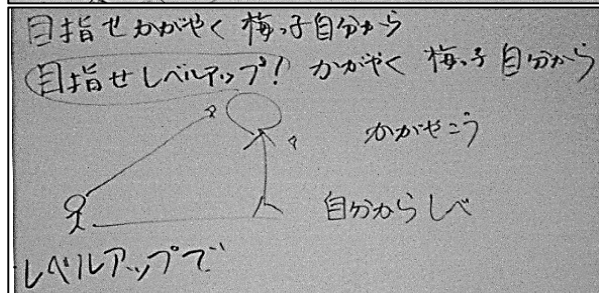 目指せかがやく 梅っ子自分から
目指せレベルアップ! かがやく 梅っ子 自分から
かがやこう
自分からしべ
レベルアップで